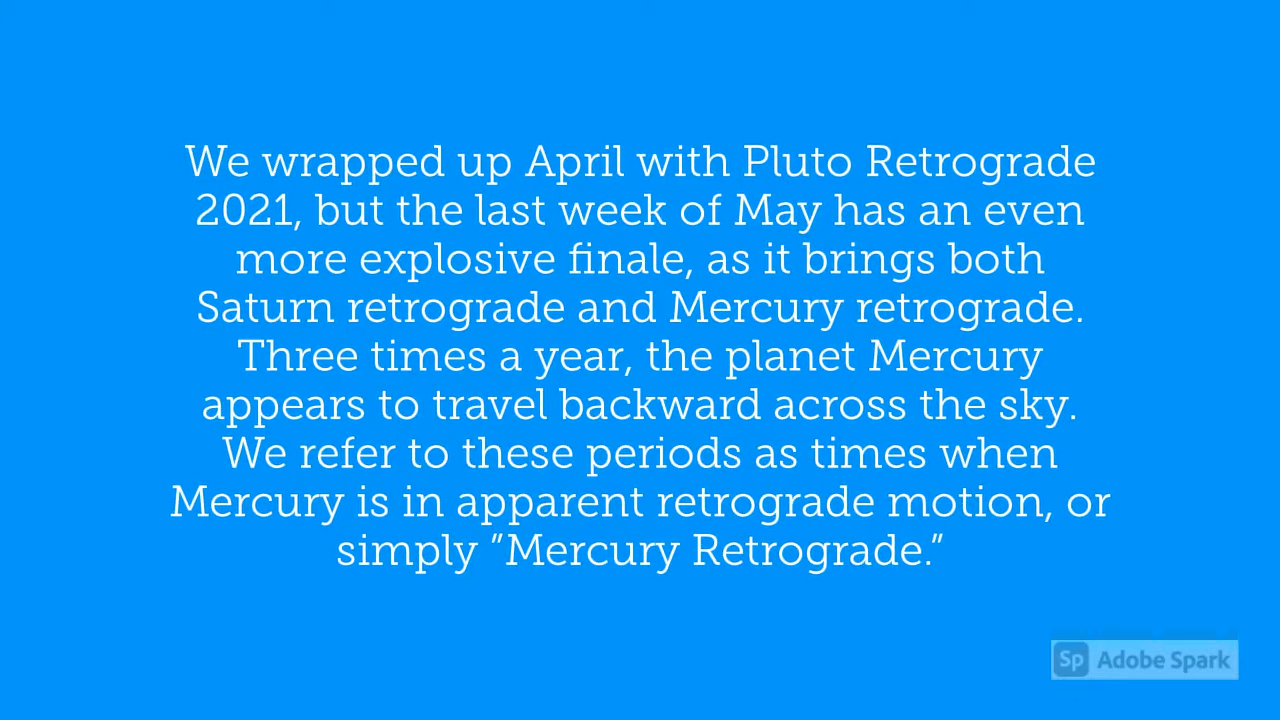 We wrapped up April with Pluto Retrograde
2021, but the last week of May has an even
more explosive finale, as it brings both
Saturn retrograde and Mercury retrograde.
Three times a year, the planet Mercury
appears to travel backward across the sky.
We refer to these periods as times when
Mercury is in apparent retrograde motion, or
simply "Mercury Retrograde."
Sp Adobe Spark